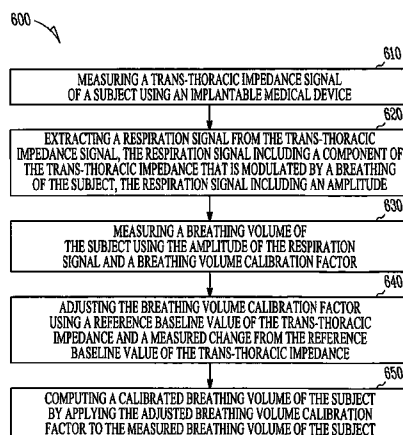 600
610
MEASURING A TRANS-THORACIC IMPEDANCE SIGNAL
OF A SUBJECT USING AN IMPLANTABLE MEDICAL DEVICE
620
EXTRACTING A RESPIRATION SIGNAL FROM THE TRANS-THORACIC
IMPEDANCE SIGNAL, THE RESPIRATION SIGNAL INCLUDING A COMPONENT OF
THE TRANS-THORACIC IMPEDANCE THAT IS MODULATED BY A BREATHING
OF THE SUBJECT, THE RESPIRATION SIGNAL INCLUDING AN AMPLITUDE
630
MEASURING A BREATHING VOLUME OF
THE SUBJECT USING THE AMPLITUDE OF THE RESPIRATION
SIGNAL AND A BREATHING VOLUME CALIBRATION FACTOR
640
ADJUSTING THE BREATHING VOLUME CALIBRATION FACTOR
USING A REFERENCE BASELINE VALUE OF THE TRANS-THORACIC
IMPEDANCE AND A MEASURED CHANGE FROM THE REFERENCE
BASELINE VALUE OF THE TRANS-THORACIC IMPEDANCE
650
COMPUTING A CALIBRATED BREATHING VOLUME OF THE SUBJECT
BY APPLYING THE ADJUSTED BREATHING VOLUME CALIBRATION
FACTOR TO THE MEASURED BREATHING VOLUME OF THE SUBJECT